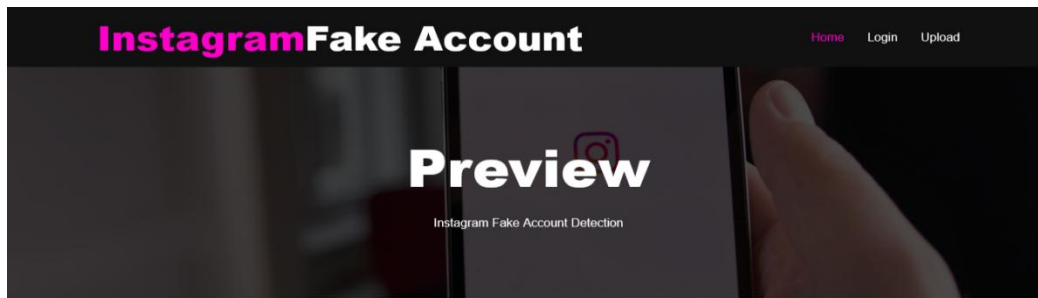 InstagramFake Account
Home Login Upload
Preview
Instagram Fake Account Detection